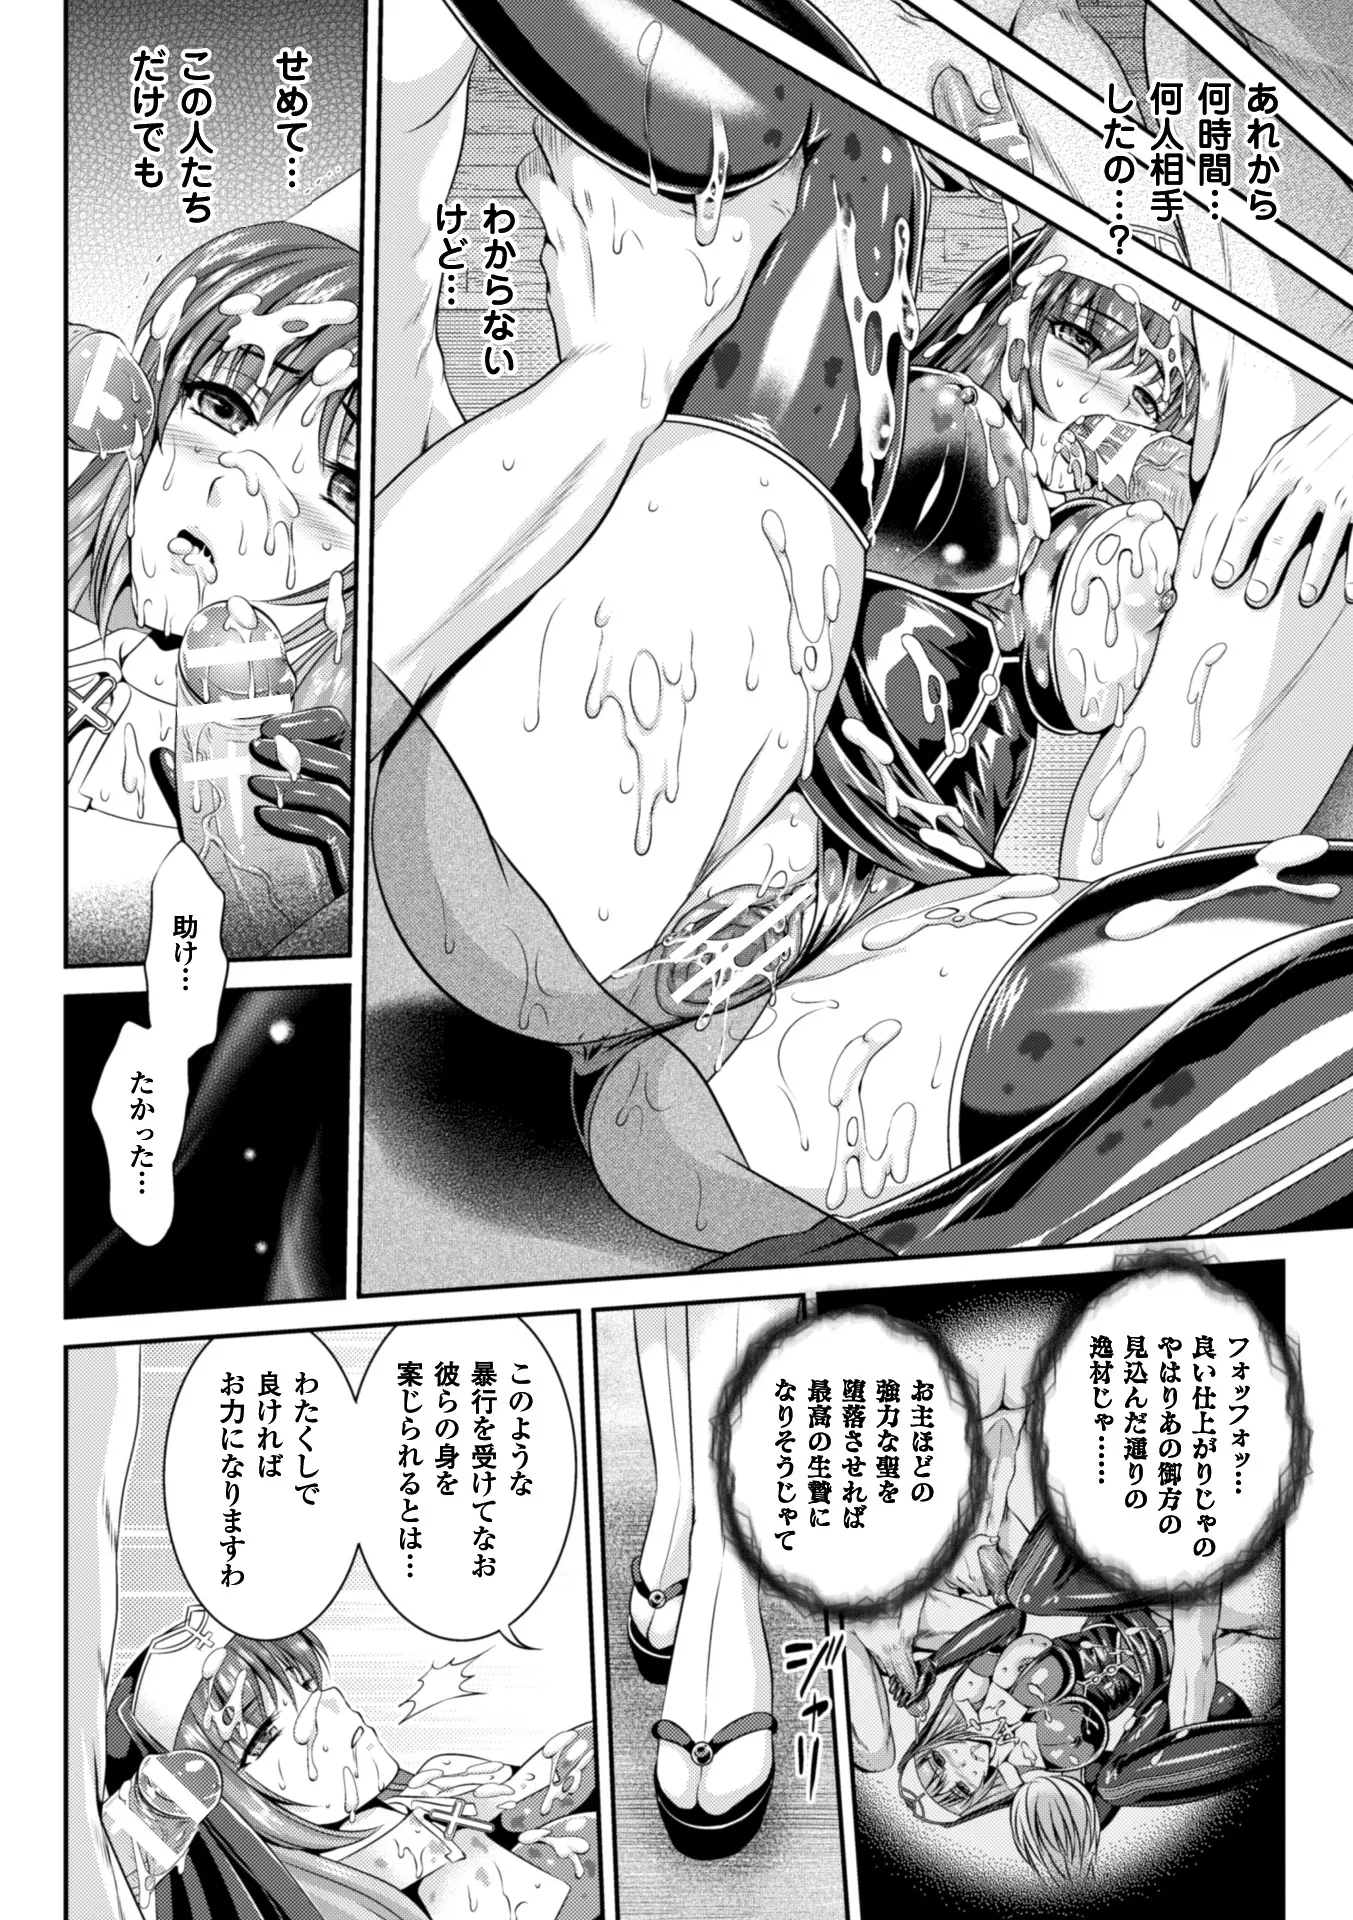 あれから
何時間…
何人相手
したの…？
わからない
けど…
せめて…
この人たち
だけでも
助け…
たかった…
フォッフォッ…
良い仕上がりじゃの
やはりあの御方の
見込んだ通りの
逸材じゃ……
お主ほどの
強力な聖を
堕落させれば
最高の生贄に
なりそうじゃて
ジャッ
このような
暴行を受けてなお
彼らの身を
案じられるとは…
わたくしで
良ければ
お力になりますわ